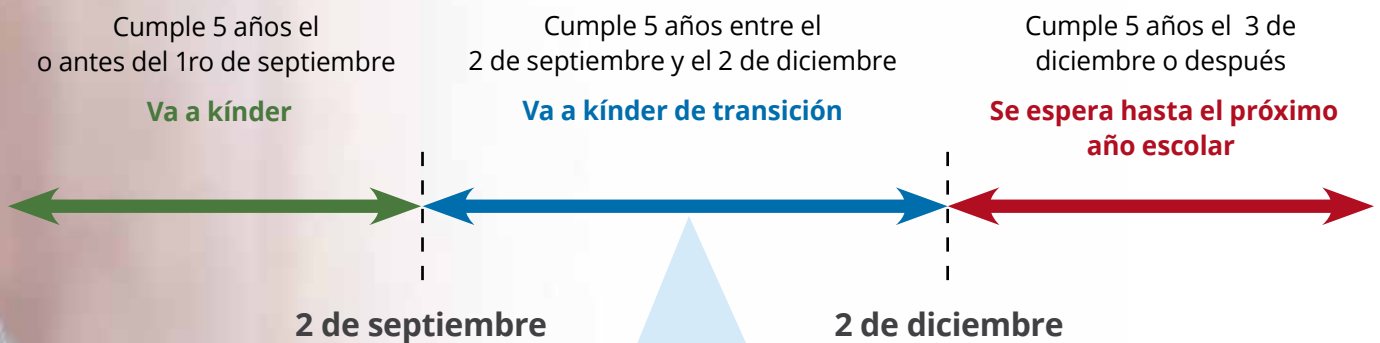 Cumple 5 años el
o antes del 1ro de septiembre
Va a kínder
Cumple 5 años entre el
2 de septiembre y el 2 de diciembre
Va a kínder de transición
Cumple 5 años el 3 de
diciembre o después
Se espera hasta el próximo
año escolar
2 de septiembre
2 de diciembre